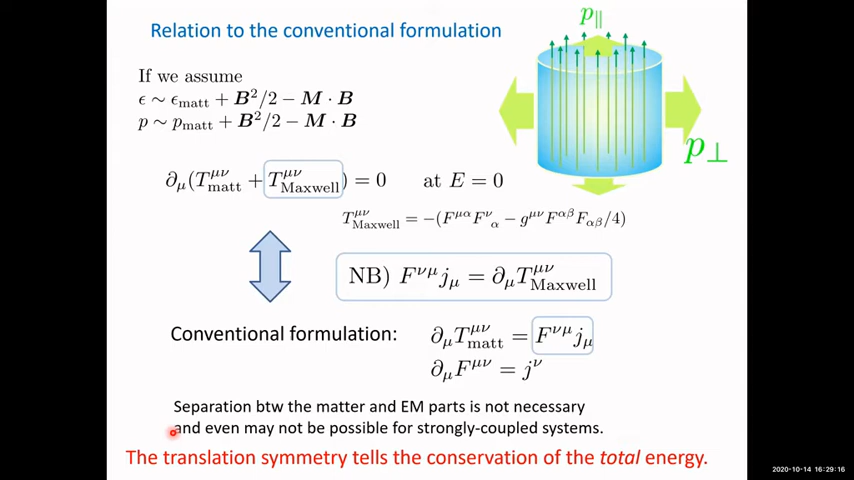 Relation to the conventional formulation
p∥
If we assume
ϵ ∼ ϵ_matt + B²/2 − M · B
p ∼ p_matt + B²/2 − M · B
p⊥
∂_μ(T^{μν}_matt + T^{μν}_Maxwell) = 0 at E = 0
T^{μν}_Maxwell = −(F^{μα}F^ν_α − g^{μν}F^{αβ}F_{αβ}/4)
NB) F^{νμ}j_μ = ∂_μT^{μν}_Maxwell
Conventional formulation: ∂_μT^{μν}_matt = F^{νμ}j_μ
∂_μF^{μν} = j^ν
Separation btw the matter and EM parts is not necessary
and even may not be possible for strongly-coupled systems.
The translation symmetry tells the conservation of the total energy.
2020-10-14 16:29:16